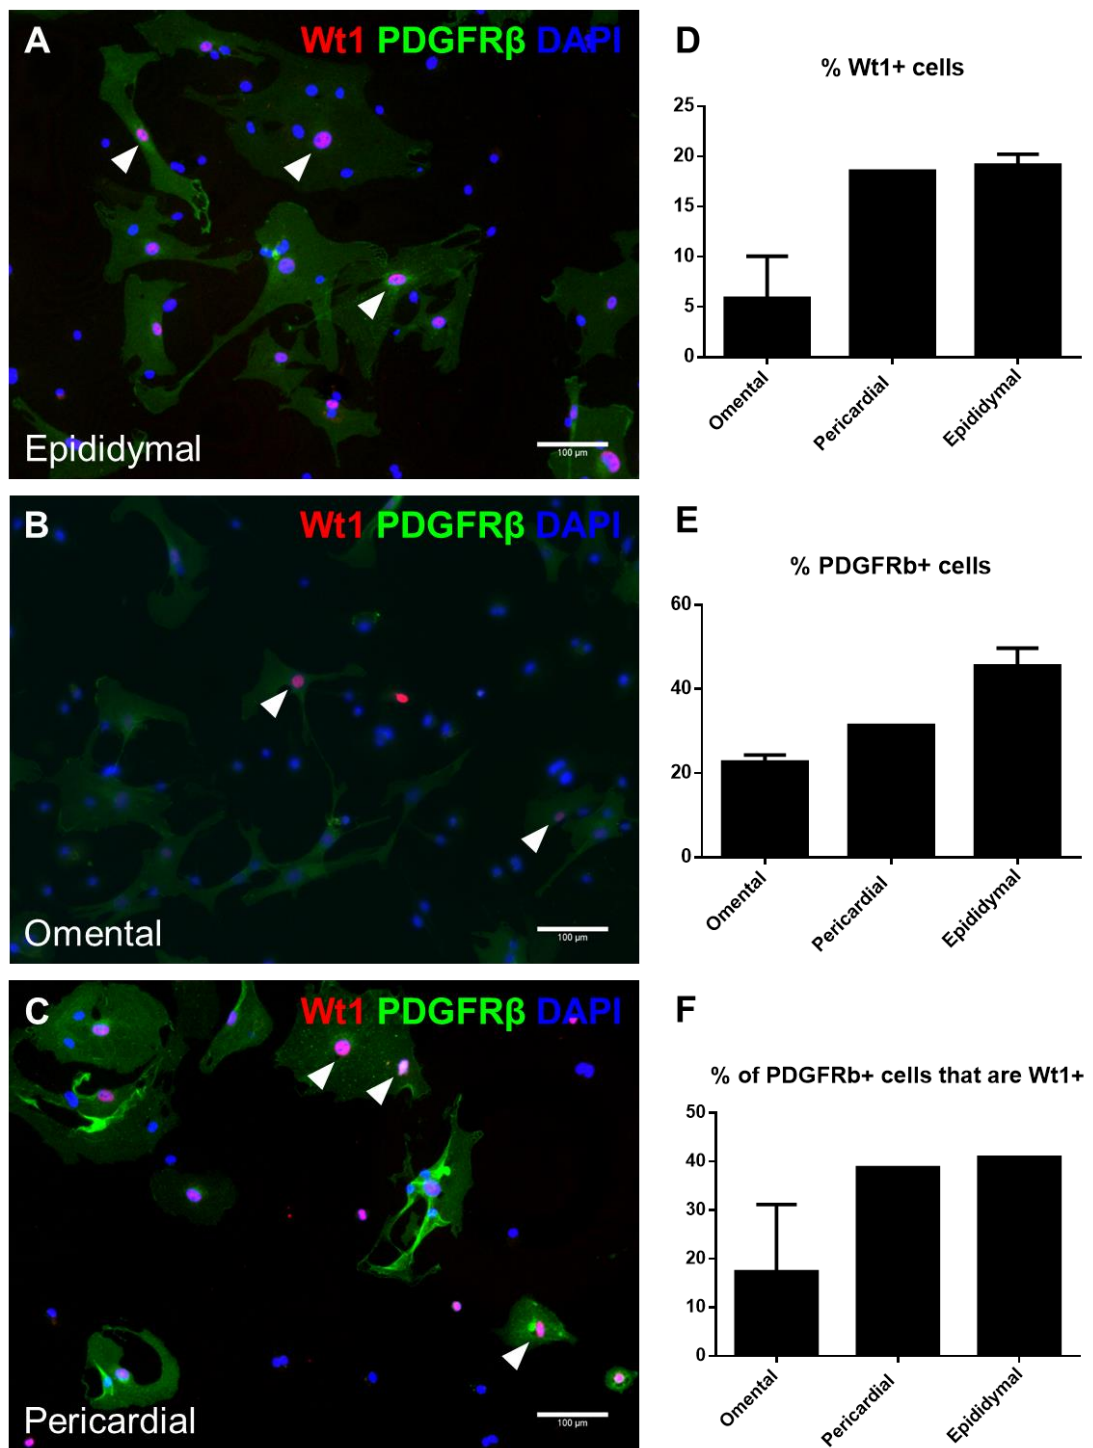 A
Wt1 PDGFRβ DAPI
Epididymal
100 µm
B
Wt1 PDGFRβ DAPI
Omental
100 µm
C
Wt1 PDGFRβ DAPI
Pericardial
100 µm
D
% Wt1+ cells
25
20
15
10
5
0
Omental
Pericardial
Epididymal
E
% PDGFRb+ cells
60
40
20
0
Omental
Pericardial
Epididymal
F
% of PDGFRb+ cells that are Wt1+
50
40
30
20
10
0
Omental
Pericardial
Epididymal